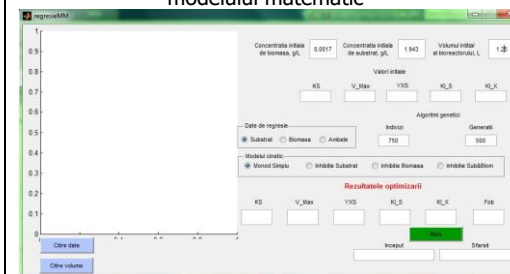 modelului matematic
regresieMM
Concentratia initiala de biomasa, g/L 0.0017
Concentratia initiala de substrat, g/L 1.943
Volumul initial al bioreactorului, L 1.25
Valori initiale
KS V_Max YXS KI_S KI_X
Algoritmi genetici
Indivizi Generatii
750 500
Date de regresie
Substrat Biomasa Ambele
Modelul cinetic
Monod Simplu Inhibitie Substrat Inhibitie Biomasa Inhibitie Sub&Biom
Rezultatele optimizarii
KS V_Max YXS KI_S KI_X Fob
Inceput Sfarsit
1
0.9
0.8
0.7
0.6
0.5
0.4
0.3
0.2
0.1
0
Citire date
Citire volume